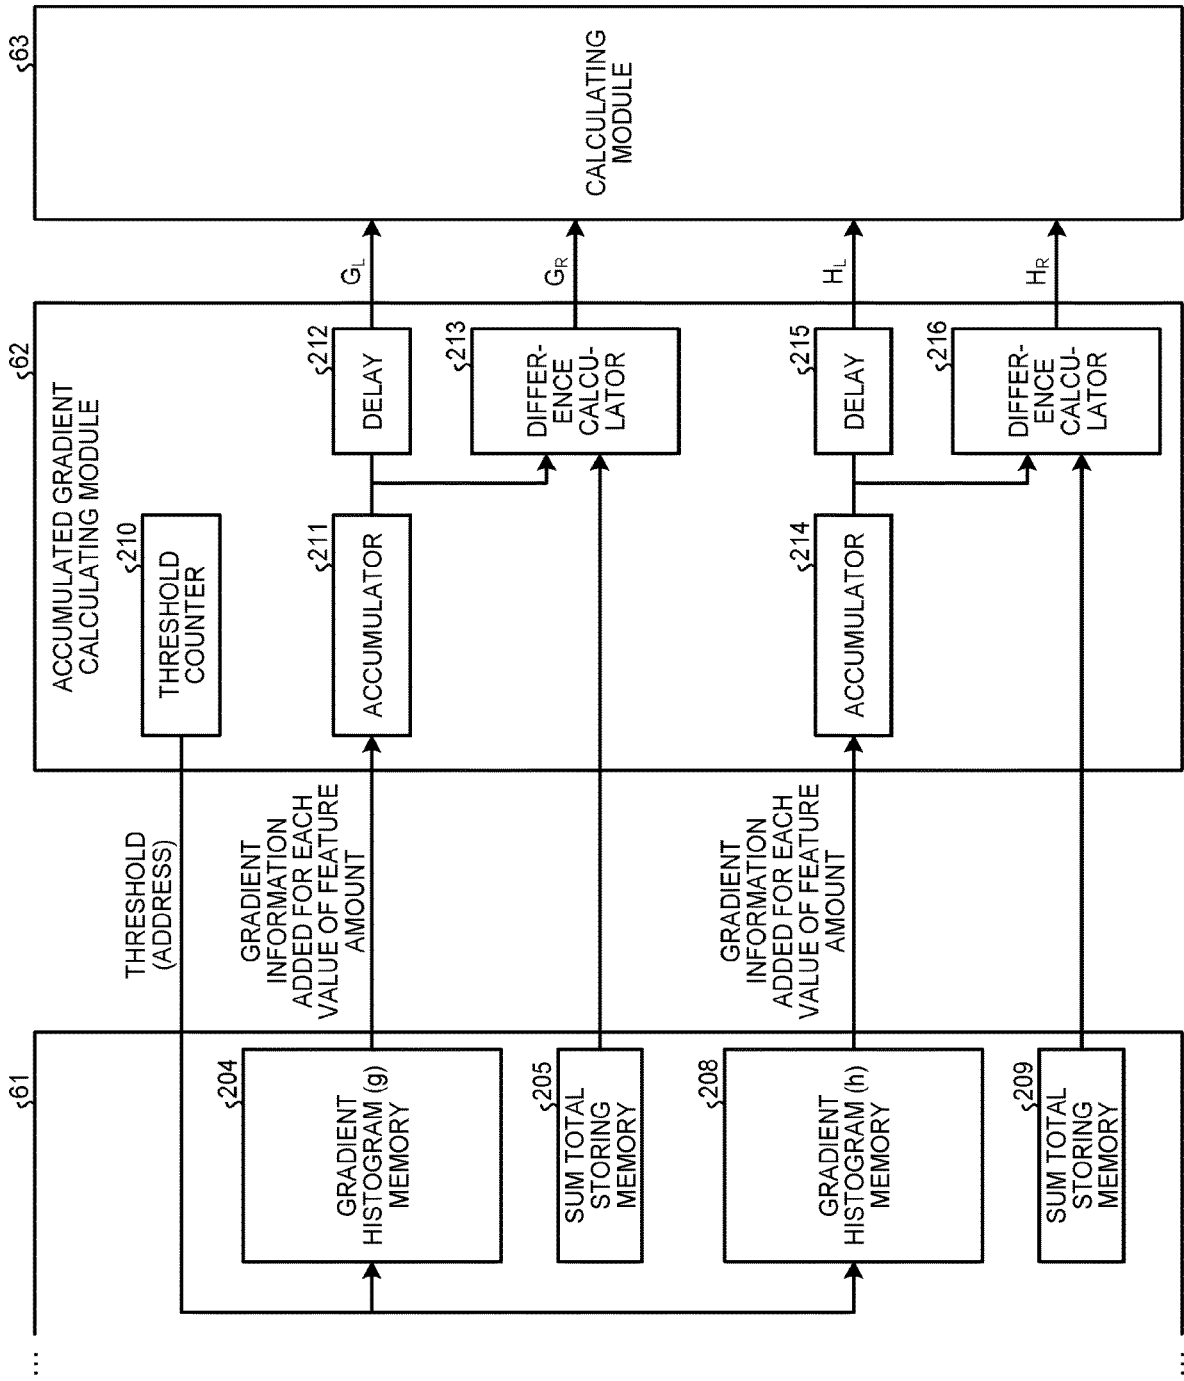 61
GRADIENT
HISTOGRAM (g)
MEMORY
204
SUM TOTAL
STORING
MEMORY
205
GRADIENT
HISTOGRAM (h)
MEMORY
208
SUM TOTAL
STORING
MEMORY
209
THRESHOLD
(ADDRESS)
GRADIENT
INFORMATION
ADDED FOR EACH
VALUE OF FEATURE
AMOUNT
GRADIENT
INFORMATION
ADDED FOR EACH
VALUE OF FEATURE
AMOUNT
62
ACCUMULATED GRADIENT
CALCULATING MODULE
THRESHOLD
COUNTER
210
ACCUMULATOR
211
DELAY
212
DIFFER-
ENCE
CALCU-
LATOR
213
ACCUMULATOR
214
DELAY
215
DIFFER-
ENCE
CALCU-
LATOR
216
GL
GR
HL
HR
63
CALCULATING
MODULE
...
...